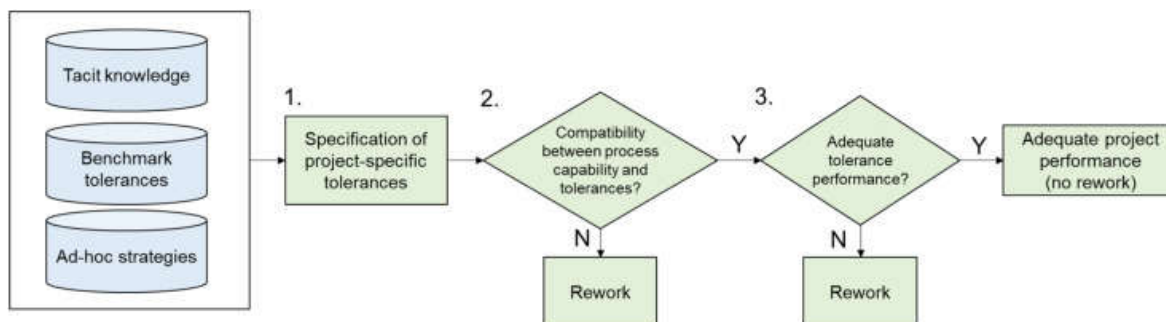 Tacit knowledge
Benchmark
tolerances
Ad-hoc strategies
1.
Specification of
project-specific
tolerances
2.
Compatibility
between process
capability and
tolerances?
Y
N
Rework
3.
Adequate
tolerance
performance?
Y
N
Rework
Adequate project
performance
(no rework)